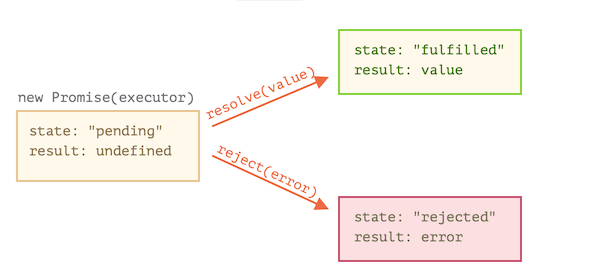 new Promise(executor)
state: "pending"
result: undefined
resolve(value)
reject(error)
state: "fulfilled"
result: value
state: "rejected"
result: error